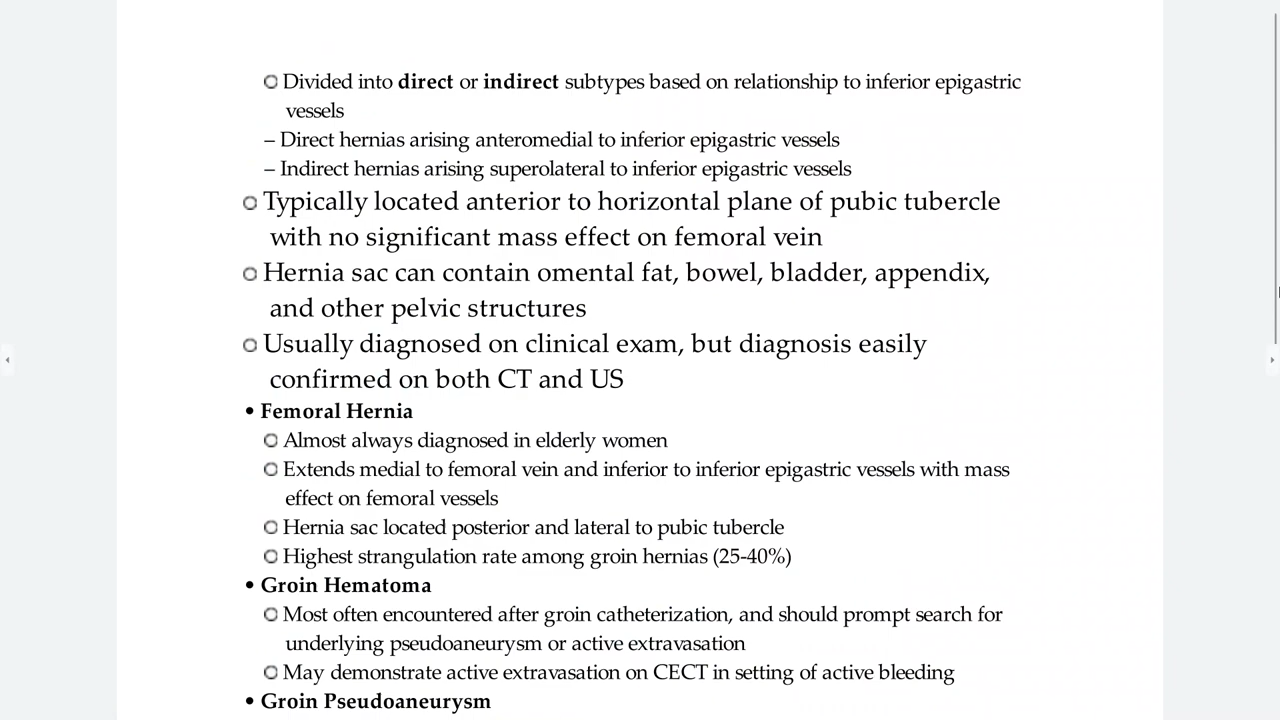 ○ Divided into direct or indirect subtypes based on relationship to inferior epigastric
vessels
– Direct hernias arising anteromedial to inferior epigastric vessels
– Indirect hernias arising superolateral to inferior epigastric vessels
○ Typically located anterior to horizontal plane of pubic tubercle
with no significant mass effect on femoral vein
○ Hernia sac can contain omental fat, bowel, bladder, appendix,
and other pelvic structures
○ Usually diagnosed on clinical exam, but diagnosis easily
confirmed on both CT and US
• Femoral Hernia
○ Almost always diagnosed in elderly women
○ Extends medial to femoral vein and inferior to inferior epigastric vessels with mass
effect on femoral vessels
○ Hernia sac located posterior and lateral to pubic tubercle
○ Highest strangulation rate among groin hernias (25-40%)
• Groin Hematoma
○ Most often encountered after groin catheterization, and should prompt search for
underlying pseudoaneurysm or active extravasation
○ May demonstrate active extravasation on CECT in setting of active bleeding
• Groin Pseudoaneurysm